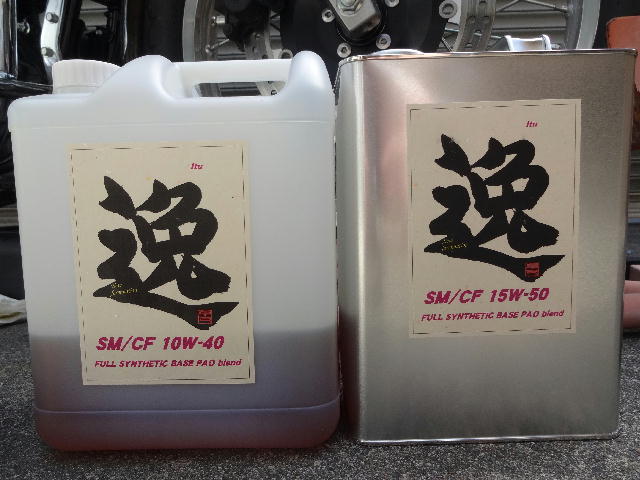 Itu
逸
SM/CF 10W-40
FULL SYNTHETIC BASE PAO blend
Itu
逸
SM/CF 15W-50
FULL SYNTHETIC BASE PAO blend